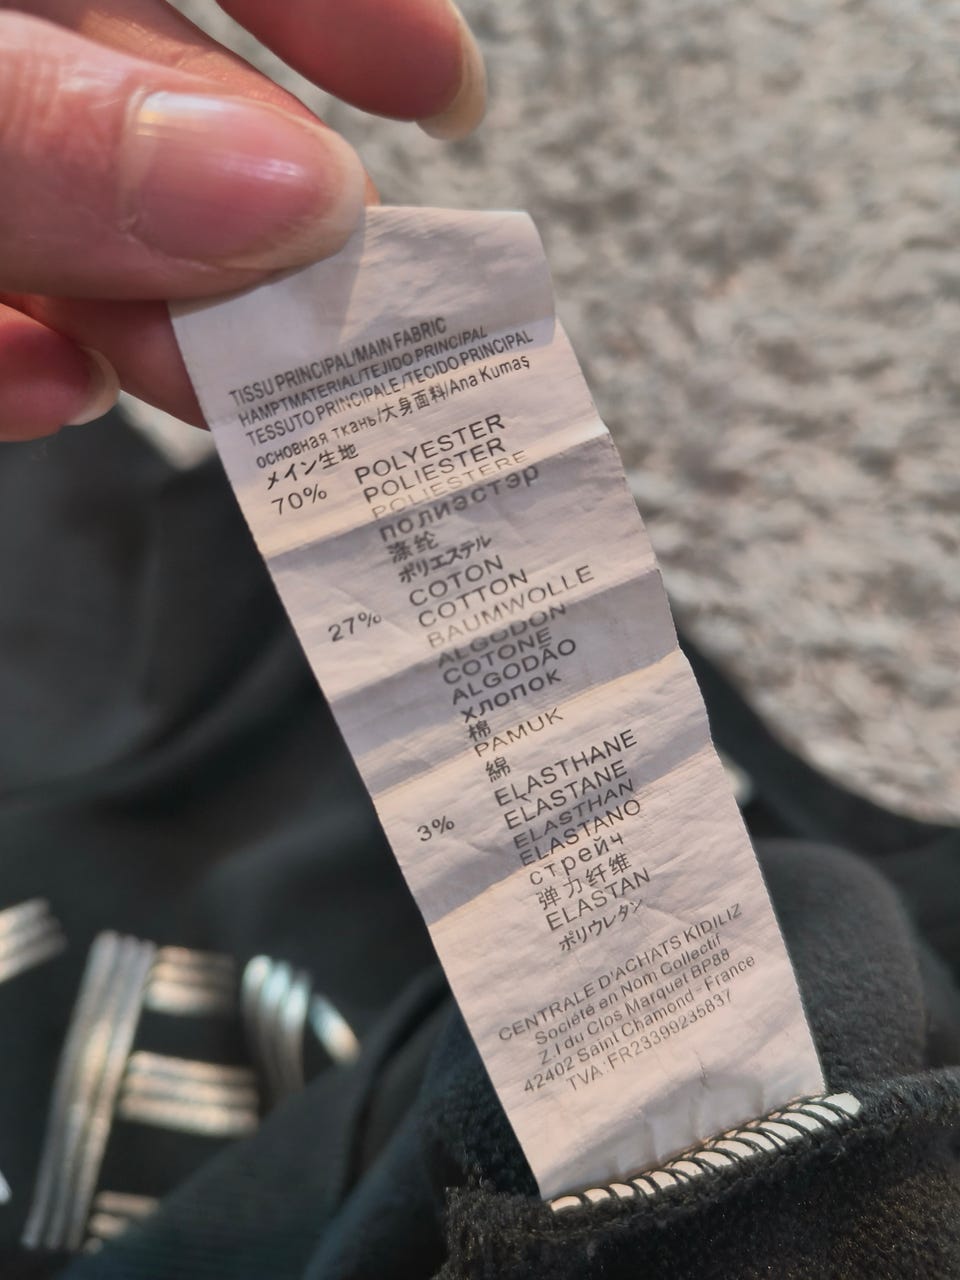 TISSU PRINCIPAL/MAIN FABRIC
HAMPTMATERIAL/TEJIDO PRINCIPAL
TESSUTO PRINCIPALE/TECIDO PRINCIPAL
основная ткань/大身面料/Ana Kumaş
メイン生地
70% POLYESTER
POLIESTER
POLIESTERE
полиэстер
涤纶
ポリエステル
COTON
27% COTTON
BAUMWOLLE
ALGODON
COTONE
ALGODÃO
хлопок
棉
PAMUK
綿
ELASTHANE
3% ELASTANE
ELASTHAN
ELASTANO
стрейч
弹力纤维
ELASTAN
ポリウレタン
CENTRALE D'ACHATS KIDILIZ
Société en Nom Collectif
Z.I du Clos Marquet BP88
42402 Saint Chamond - France
TVA:FR23399235837